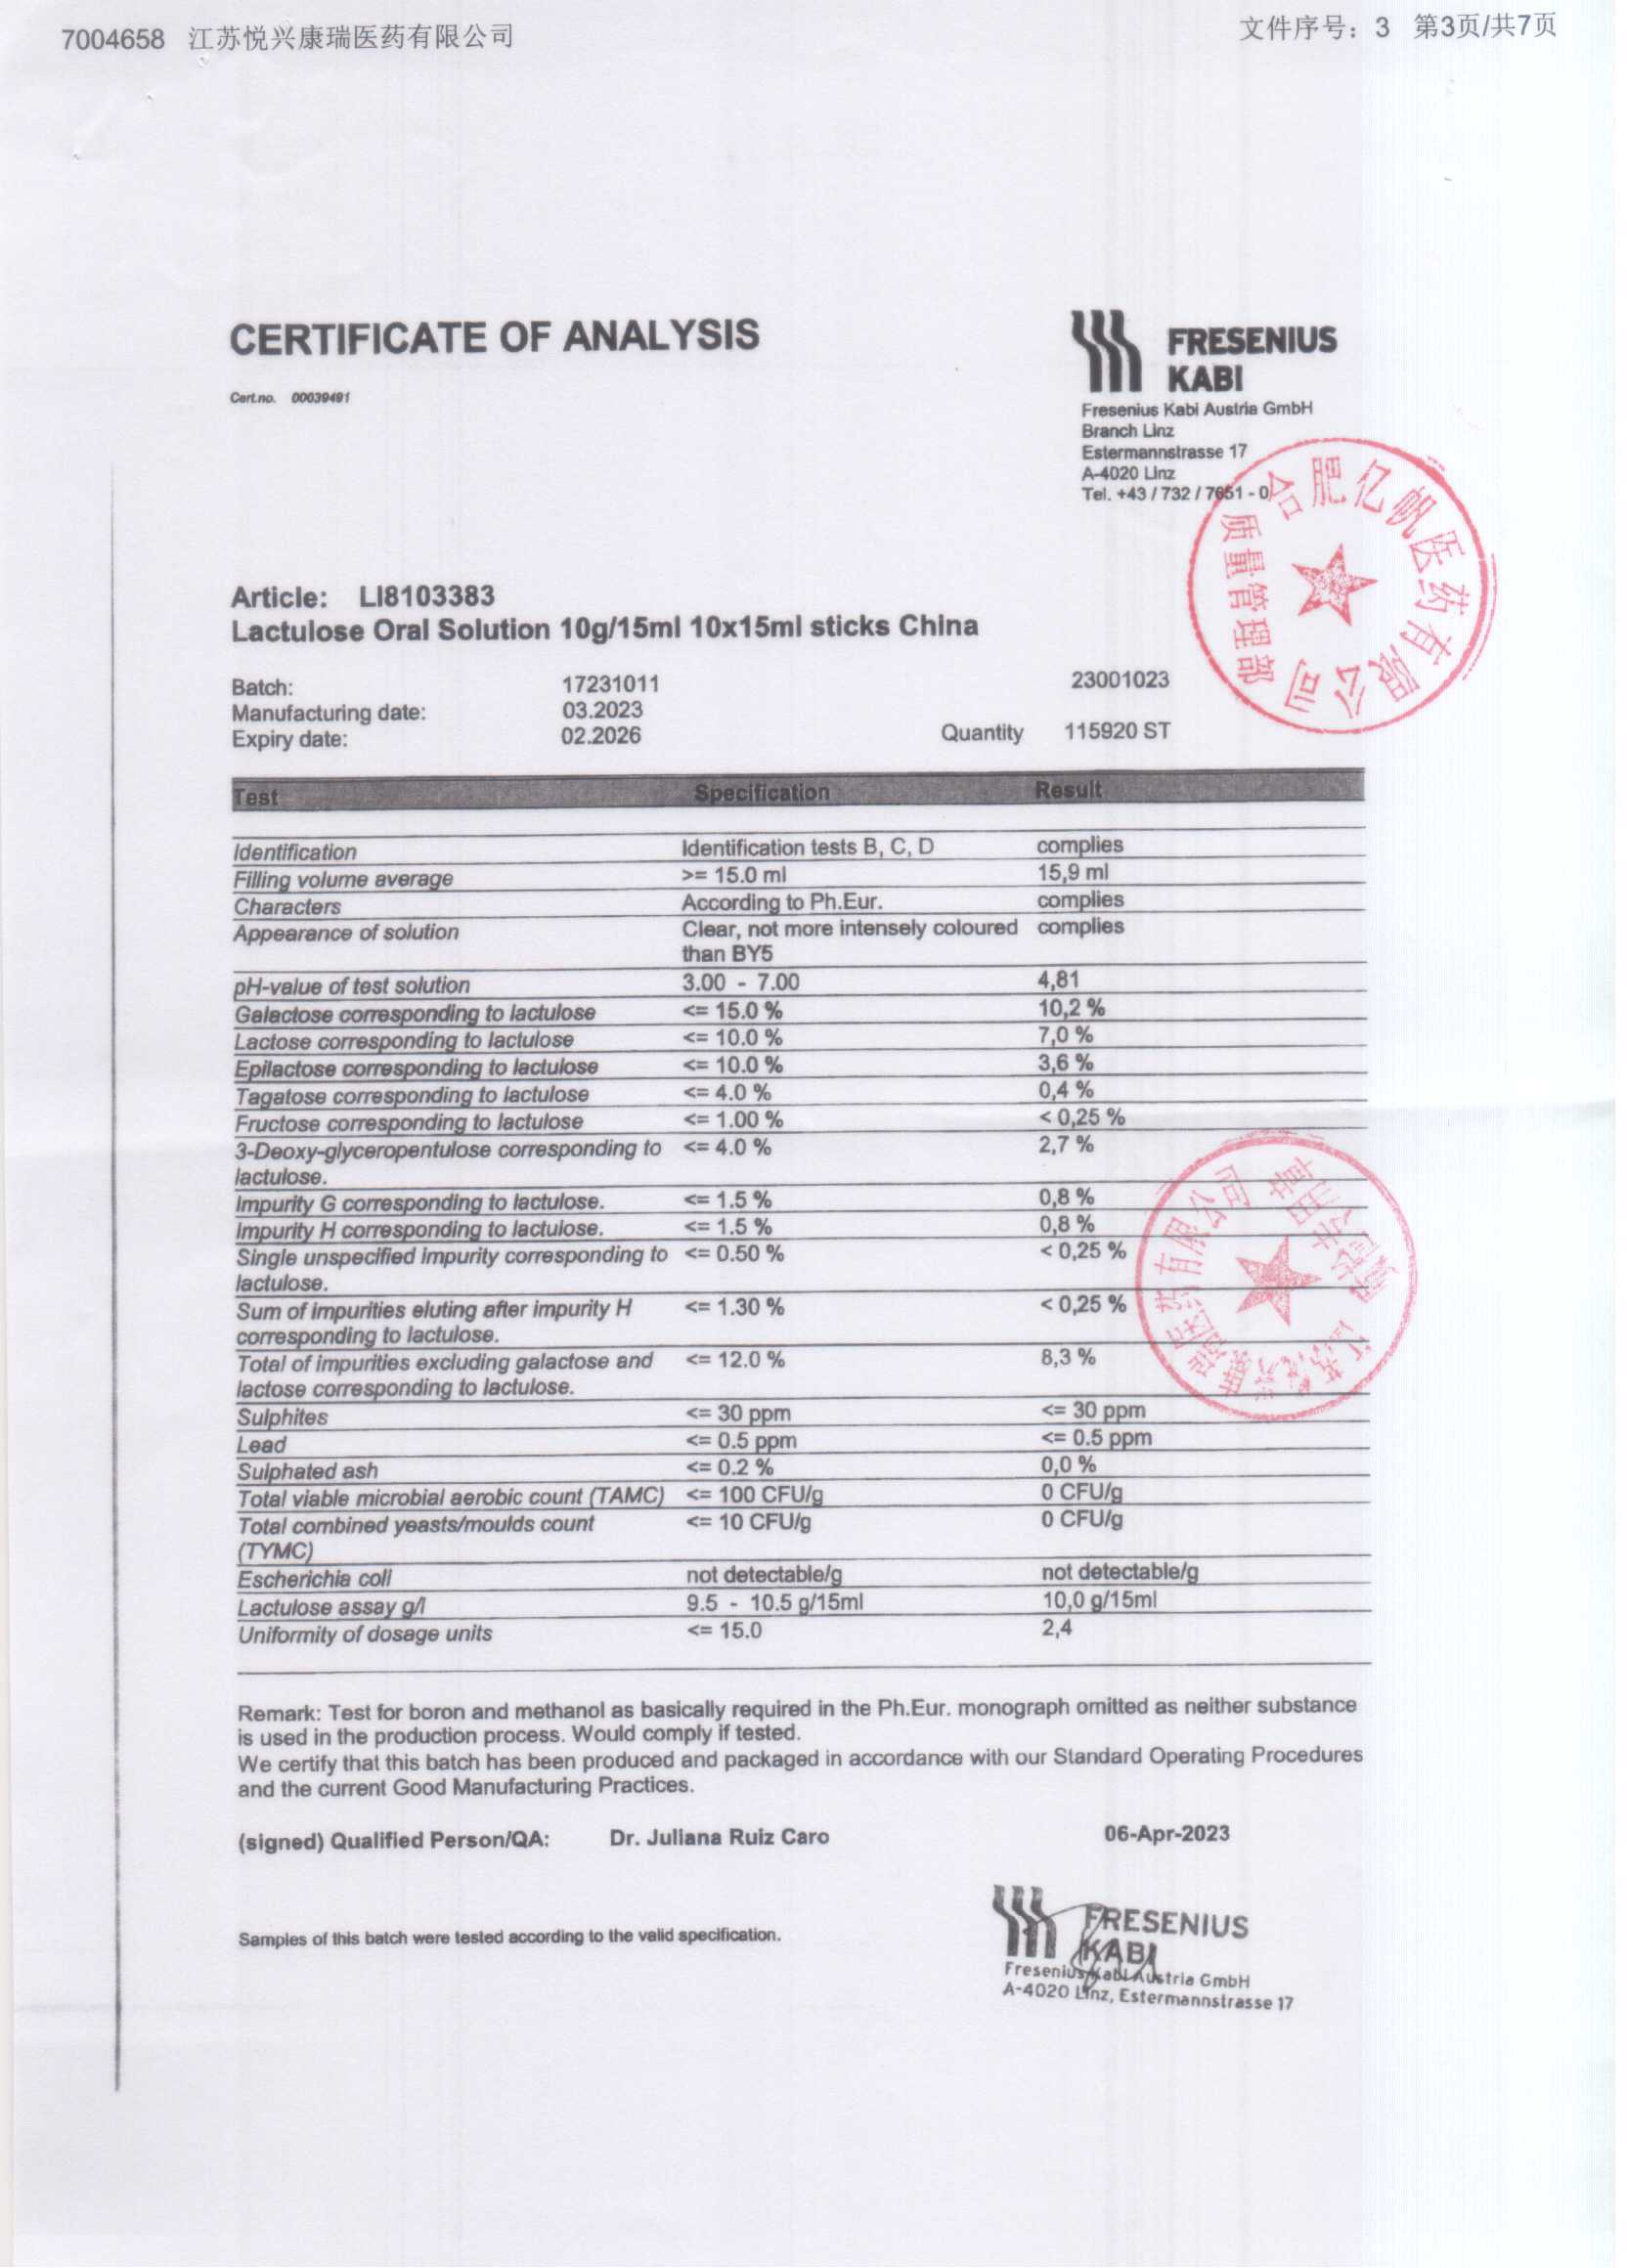 7004658 江苏悦兴康瑞医药有限公司 文件序号：3 第3页/共7页
CERTIFICATE OF ANALYSIS
Cert.no. 00039491
FRESENIUS
KABI
Fresenius Kabi Austria GmbH
Branch Linz
Estermannstrasse 17
A-4020 Linz
Tel. +43 / 732 / 7651 - 0
合肥亿帆医药有限公司
质量管理部
Article: LI8103383
Lactulose Oral Solution 10g/15ml 10x15ml sticks China
Batch: 17231011 23001023
Manufacturing date: 03.2023
Expiry date: 02.2026 Quantity 115920 ST
Test Specification Result
Identification Identification tests B, C, D complies
Filling volume average >= 15.0 ml 15,9 ml
Characters According to Ph.Eur. complies
Appearance of solution Clear, not more intensely coloured complies
than BY5
pH-value of test solution 3.00 - 7.00 4,81
Galactose corresponding to lactulose <= 15.0 % 10,2 %
Lactose corresponding to lactulose <= 10.0 % 7,0 %
Epilactose corresponding to lactulose <= 10.0 % 3,6 %
Tagatose corresponding to lactulose <= 4.0 % 0,4 %
Fructose corresponding to lactulose <= 1.00 % < 0,25 %
3-Deoxy-glyceropentulose corresponding to <= 4.0 % 2,7 %
lactulose.
Impurity G corresponding to lactulose. <= 1.5 % 0,8 %
Impurity H corresponding to lactulose. <= 1.5 % 0,8 %
Single unspecified impurity corresponding to <= 0.50 % < 0,25 %
lactulose.
Sum of impurities eluting after impurity H <= 1.30 % < 0,25 %
corresponding to lactulose.
Total of impurities excluding galactose and <= 12.0 % 8,3 %
lactose corresponding to lactulose.
Sulphites <= 30 ppm <= 30 ppm
Lead <= 0.5 ppm <= 0.5 ppm
Sulphated ash <= 0.2 % 0,0 %
Total viable microbial aerobic count (TAMC) <= 100 CFU/g 0 CFU/g
Total combined yeasts/moulds count <= 10 CFU/g 0 CFU/g
(TYMC)
Escherichia coli not detectable/g not detectable/g
Lactulose assay g/l 9.5 - 10.5 g/15ml 10,0 g/15ml
Uniformity of dosage units <= 15.0 2,4
江苏悦兴康瑞医药有限公司
Remark: Test for boron and methanol as basically required in the Ph.Eur. monograph omitted as neither substance
is used in the production process. Would comply if tested.
We certify that this batch has been produced and packaged in accordance with our Standard Operating Procedures
and the current Good Manufacturing Practices.
(signed) Qualified Person/QA: Dr. Juliana Ruiz Caro 06-Apr-2023
Samples of this batch were tested according to the valid specification.
FRESENIUS
KABI
Fresenius Kabi Austria GmbH
A-4020 Linz, Estermannstrasse 17